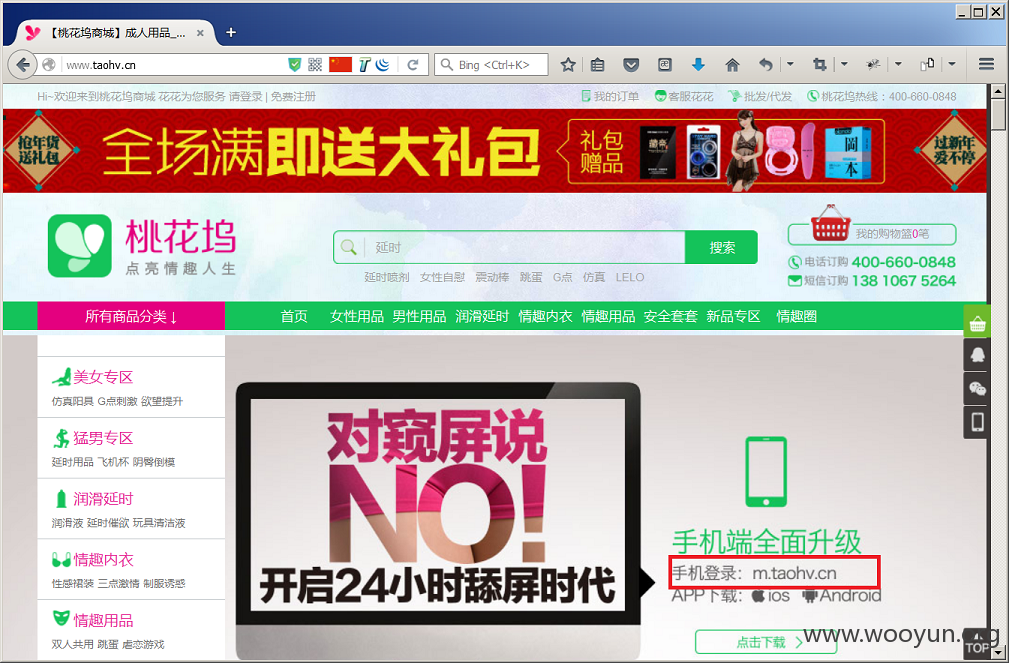 【桃花坞商城】成人用品_...
www.taohv.cn
Bing <Ctrl+K>
Hi~欢迎来到桃花坞商城 花花为您服务 请登录 | 免费注册
我的订单 客服花花 批发/代发 桃花坞热线：400-660-0848
抢年货
送礼包
全场满即送大礼包
礼包
赠品
岡本
过新年
爱不停
桃花坞
点亮情趣人生
延时
搜索
延时喷剂 女性自慰 震动棒 跳蛋 G点 仿真 LELO
我的购物篮0笔
电话订购 400-660-0848
短信订购 138 1067 5264
所有商品分类 ↓
首页 女性用品 男性用品 润滑延时 情趣内衣 情趣用品 安全套套 新品专区 情趣圈
美女专区
仿真阳具 G点刺激 欲望提升
猛男专区
延时用品 飞机杯 阴臀倒模
润滑延时
润滑液 延时催欲 玩具清洁液
情趣内衣
性感裙装 三点激情 制服诱惑
情趣用品
双人共用 跳蛋 虐恋游戏
对窥屏说
NO!
开启24小时舔屏时代
手机端全面升级
手机登录：m.taohv.cn
APP下载：ios Android
点击下载 >
www.wooyun.org
TOP